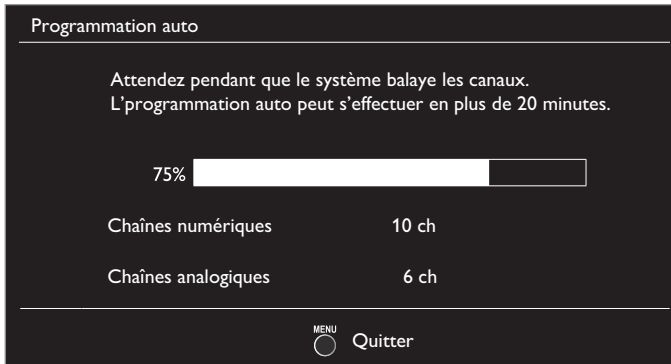 Programmation auto
Attendez pendant que le système balaye les canaux.
L'programmation auto peut s'effectuer en plus de 20 minutes.
75%
Chaînes numériques 10 ch
Chaînes analogiques 6 ch
MENU
Quitter